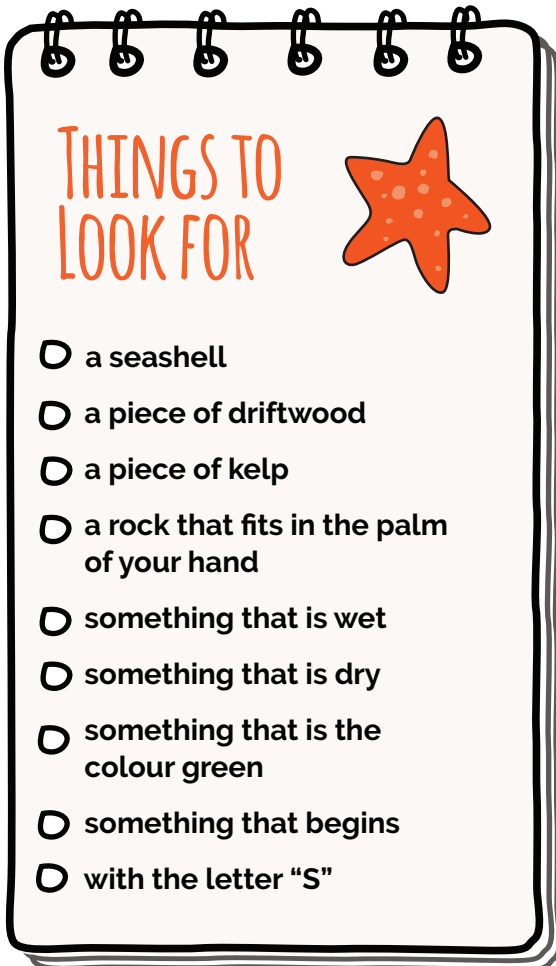 Things to
Look for
a seashell
a piece of driftwood
a piece of kelp
a rock that fits in the palm
of your hand
something that is wet
something that is dry
something that is the
colour green
something that begins
with the letter “S”